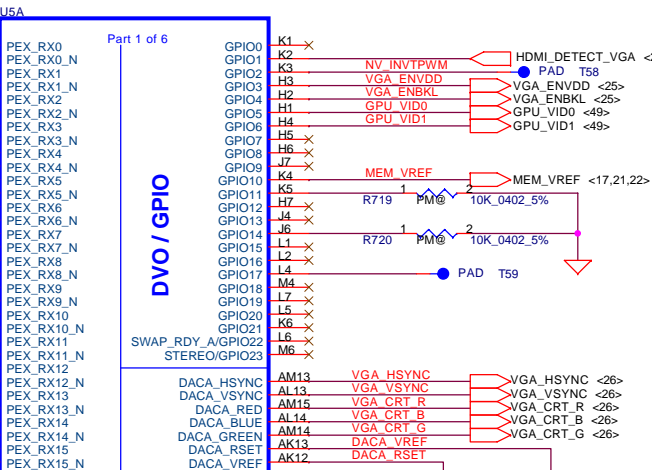 U5A
Part 1 of 6
PEX_RX0
PEX_RX0_N
PEX_RX1
PEX_RX1_N
PEX_RX2
PEX_RX2_N
PEX_RX3
PEX_RX3_N
PEX_RX4
PEX_RX4_N
PEX_RX5
PEX_RX5_N
PEX_RX6
PEX_RX6_N
PEX_RX7
PEX_RX7_N
PEX_RX8
PEX_RX8_N
PEX_RX9
PEX_RX9_N
PEX_RX10
PEX_RX10_N
PEX_RX11
PEX_RX11_N
PEX_RX12
PEX_RX12_N
PEX_RX13
PEX_RX13_N
PEX_RX14
PEX_RX14_N
PEX_RX15
PEX_RX15_N
DVO / GPIO
GPIO0 K1
GPIO1 K2 HDMI_DETECT_VGA
GPIO2 K3 NV_INVTPWM PAD T58
GPIO3 H3 VGA_ENVDD VGA_ENVDD <25>
GPIO4 H2 VGA_ENBKL VGA_ENBKL <25>
GPIO5 H1 GPU_VID0 GPU_VID0 <49>
GPIO6 H4 GPU_VID1 GPU_VID1 <49>
GPIO7 H5
GPIO8 H6
GPIO9 J7
GPIO10 K4 MEM_VREF MEM_VREF <17,21,22>
GPIO11 K5 R719 1 PM@ 2 10K_0402_5%
GPIO12 H7
GPIO13 J4
GPIO14 J6 R720 1 PM@ 2 10K_0402_5%
GPIO15 L1
GPIO16 L2
GPIO17 L4 PAD T59
GPIO18 M4
GPIO19 L7
GPIO20 L5
GPIO21 K6
SWAP_RDY_A/GPIO22 L6
STEREO/GPIO23 M6
DACA_HSYNC AM13 VGA_HSYNC VGA_HSYNC <26>
DACA_VSYNC AL13 VGA_VSYNC VGA_VSYNC <26>
DACA_RED AM15 VGA_CRT_R VGA_CRT_R <26>
DACA_BLUE AL14 VGA_CRT_B VGA_CRT_B <26>
DACA_GREEN AM14 VGA_CRT_G VGA_CRT_G <26>
DACA_RSET AK13 DACA_VREF
DACA_VREF AK12 DACA_RSET